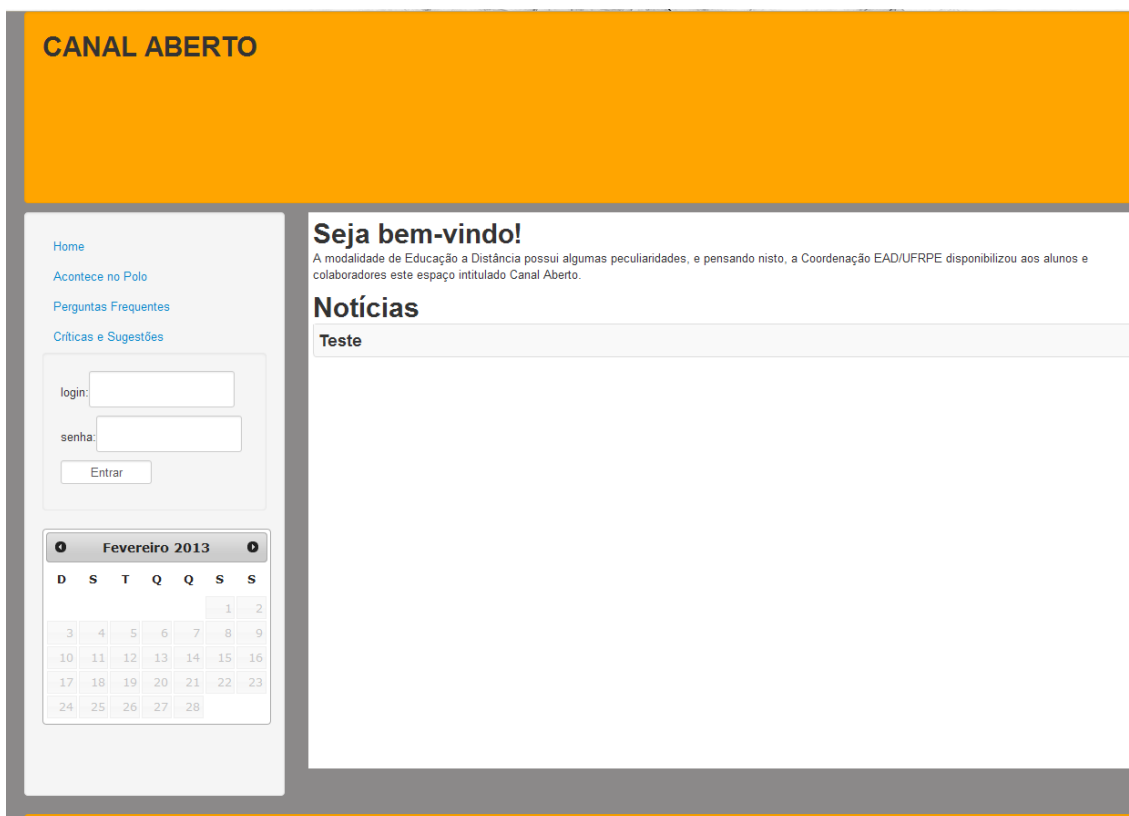 CANAL ABERTO
Home
Acontece no Polo
Perguntas Frequentes
Críticas e Sugestões
login:
senha:
Entrar
Fevereiro 2013
D S T Q Q S S
1 2
3 4 5 6 7 8 9
10 11 12 13 14 15 16
17 18 19 20 21 22 23
24 25 26 27 28
Seja bem-vindo!
A modalidade de Educação a Distância possui algumas peculiaridades, e pensando nisto, a Coordenação EAD/UFRPE disponibilizou aos alunos e
colaboradores este espaço intitulado Canal Aberto.
Notícias
Teste